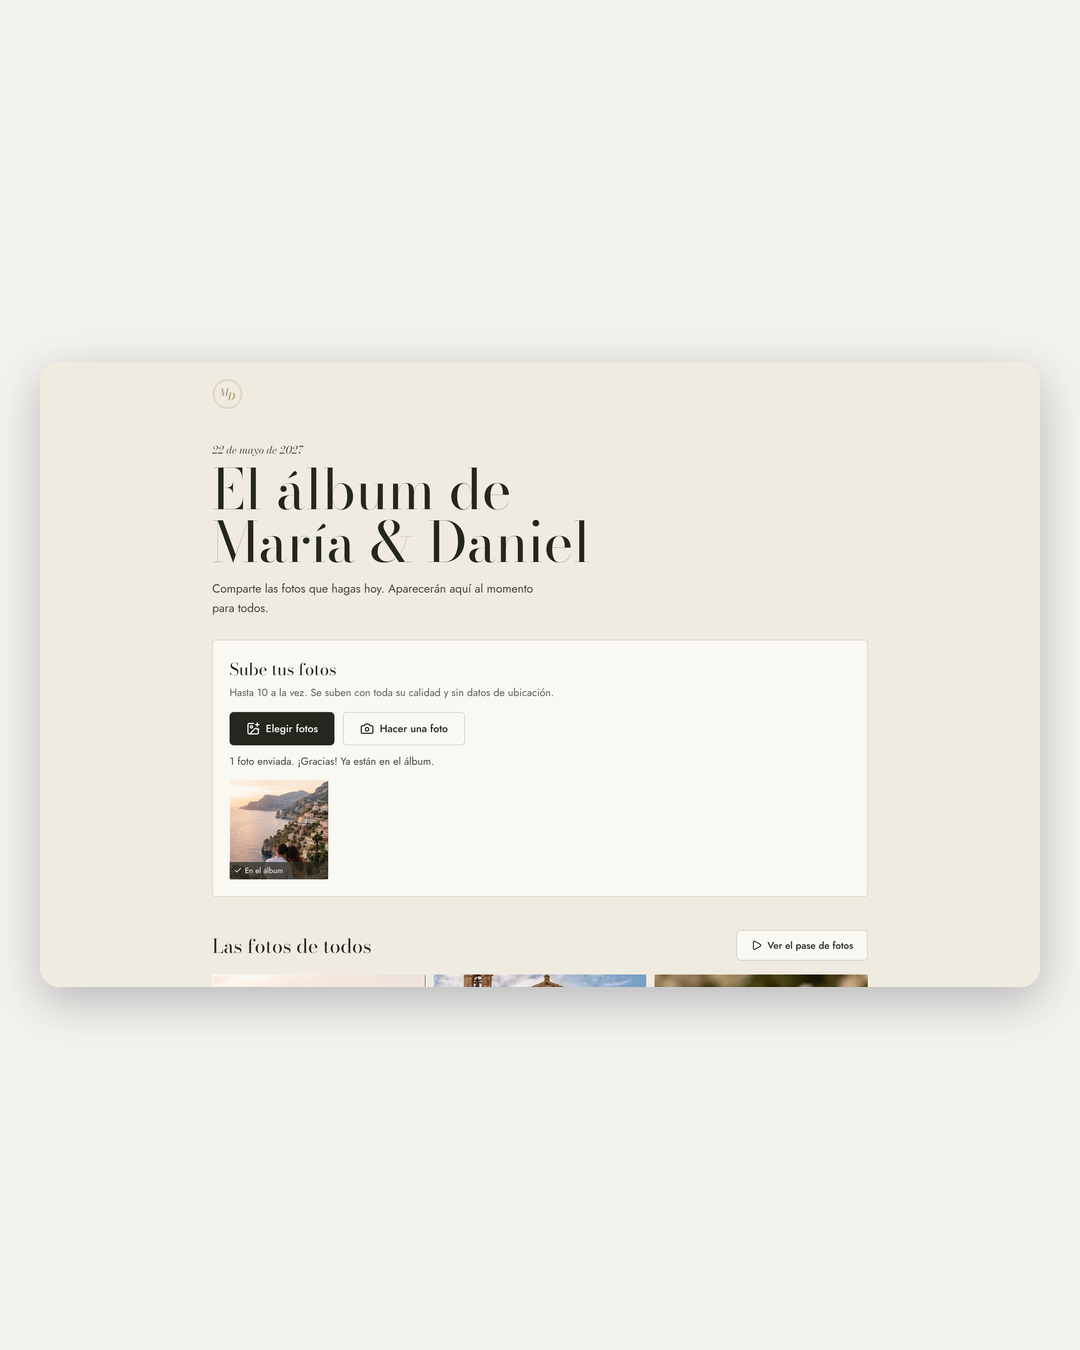 MD
22 de mayo de 2027
El álbum de
María & Daniel
Comparte las fotos que hagas hoy. Aparecerán aquí al momento
para todos.
Sube tus fotos
Hasta 10 a la vez. Se suben con toda su calidad y sin datos de ubicación.
Elegir fotos
Hacer una foto
1 foto enviada. ¡Gracias! Ya están en el álbum.
En el álbum
Las fotos de todos
Ver el pase de fotos